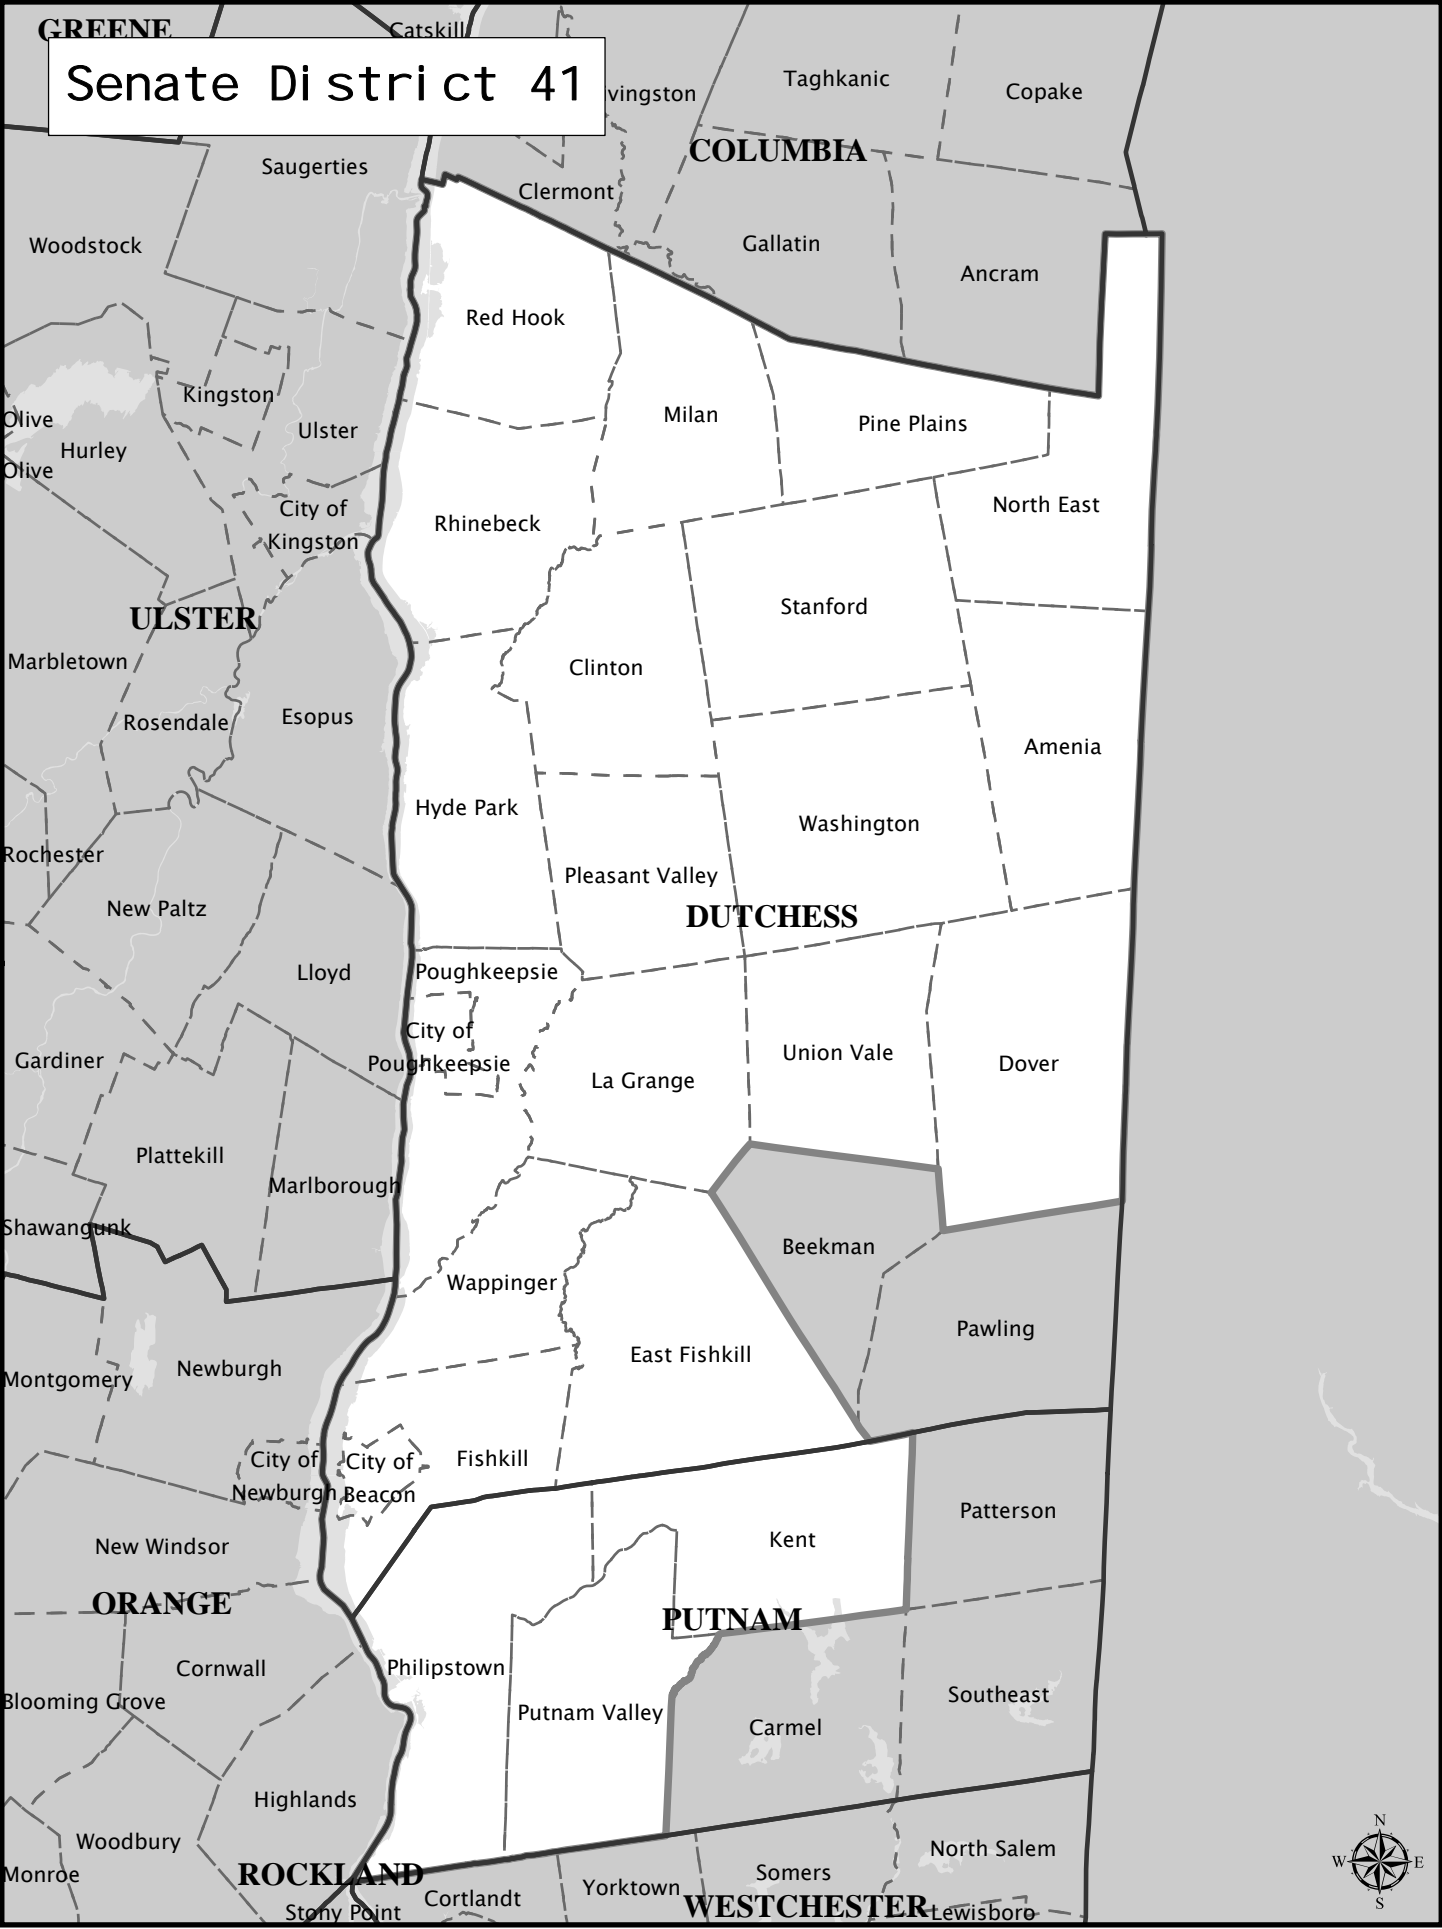 GREENE
Catskill
Senate District 41
vingston
Taghkanic
Copake
COLUMBIA
Saugerties
Clermont
Woodstock
Gallatin
Ancram
Red Hook
Kingston
Milan
Olive
Pine Plains
Ulster
Hurley
Olive
North East
City of
Kingston
Rhinebeck
Stanford
ULSTER
Marbletown
Clinton
Rosendale
Esopus
Amenia
Hyde Park
Washington
Rochester
Pleasant Valley
New Paltz
DUTCHESS
Lloyd
Poughkeepsie
City of
Poughkeepsie
Gardiner
Union Vale
Dover
La Grange
Plattekill
Marlborough
Shawangunk
Beekman
Wappinger
Pawling
East Fishkill
Newburgh
Montgomery
City of
Newburgh
City of
Beacon
Fishkill
Patterson
New Windsor
Kent
ORANGE
PUTNAM
Cornwall
Philipstown
Southeast
Blooming Grove
Putnam Valley
Carmel
Highlands
N
Woodbury
W
E
S
North Salem
Monroe
ROCKLAND
Somers
Yorktown
Cortlandt
WESTCHESTER
Stony Point
Lewisboro